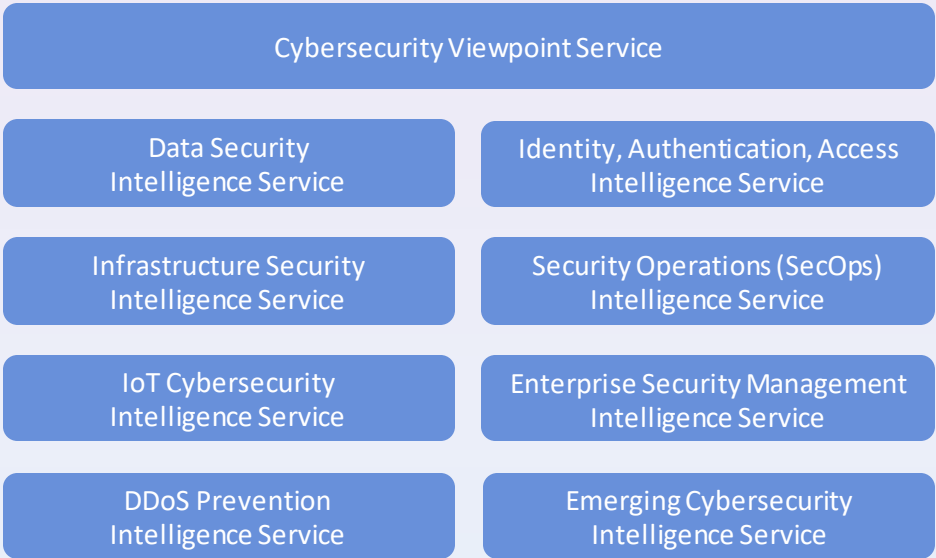 Cybersecurity Viewpoint Service
Data Security
Intelligence Service
Identity, Authentication, Access
Intelligence Service
Infrastructure Security
Intelligence Service
Security Operations (SecOps)
Intelligence Service
IoT Cybersecurity
Intelligence Service
Enterprise Security Management
Intelligence Service
DDoS Prevention
Intelligence Service
Emerging Cybersecurity
Intelligence Service